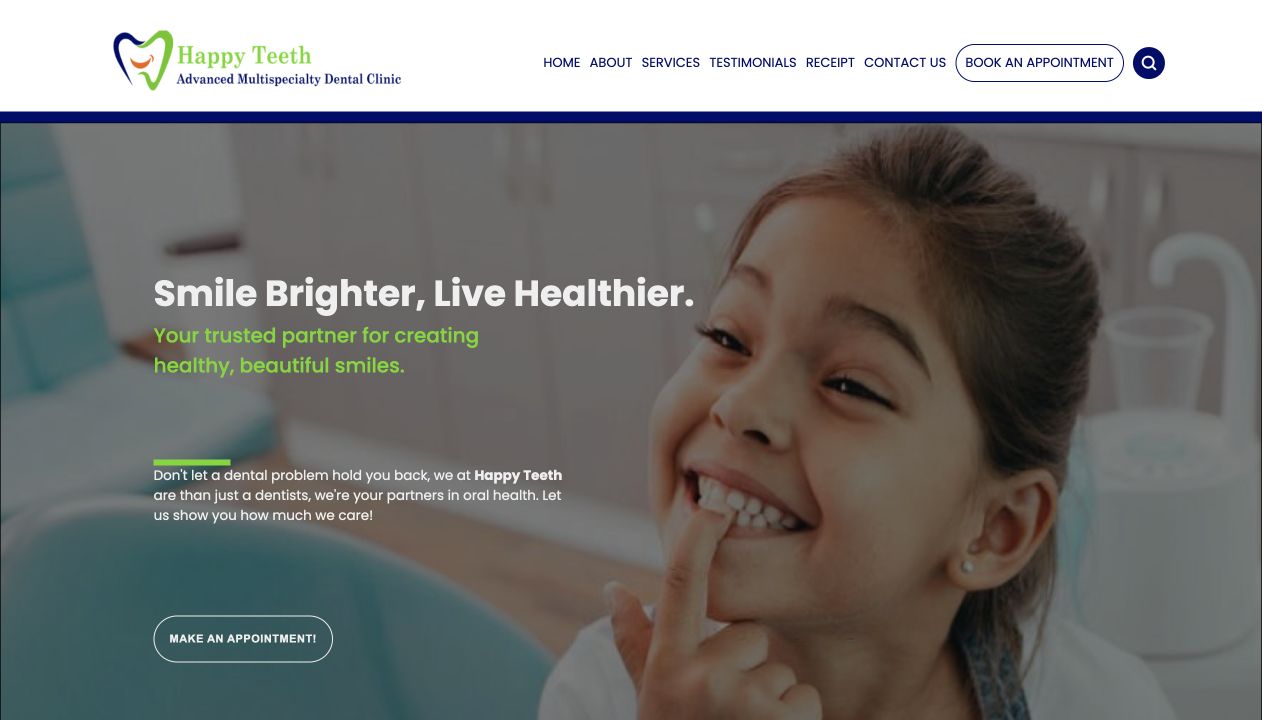 Happy Teeth
Advanced Multispecialty Dental Clinic
HOME ABOUT SERVICES TESTIMONIALS RECEIPT CONTACT US BOOK AN APPOINTMENT
Smile Brighter, Live Healthier.
Your trusted partner for creating
healthy, beautiful smiles.
Don't let a dental problem hold you back, we at Happy Teeth
are than just a dentists, we're your partners in oral health. Let
us show you how much we care!
MAKE AN APPOINTMENT!